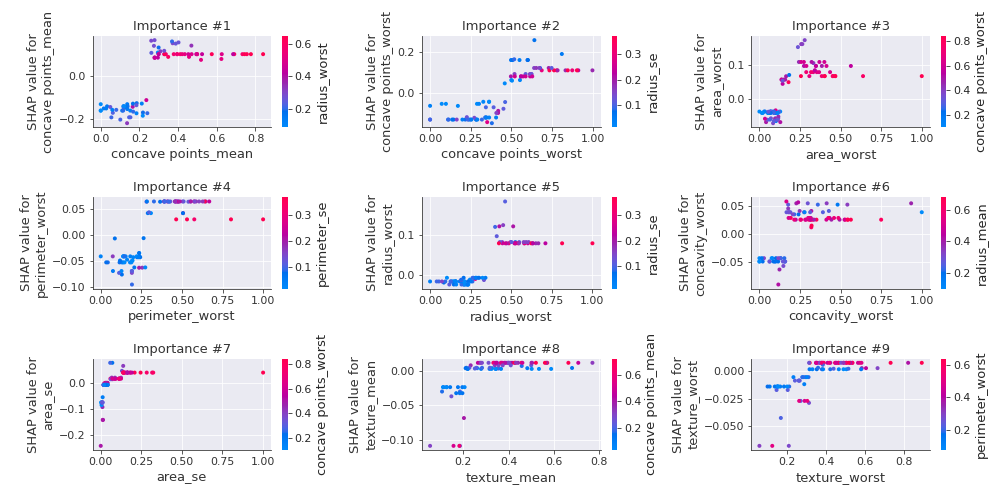 Importance #1
SHAP value for
concave points_mean
0.0
−0.2
0.0
0.2
0.4
0.6
0.8
concave points_mean
0.6
0.4
0.2
radius_worst
Importance #2
SHAP value for
concave points_worst
0.2
0.0
0.00
0.25
0.50
0.75
1.00
concave points_worst
0.3
0.2
0.1
radius_se
Importance #3
SHAP value for
area_worst
0.1
0.0
0.00
0.25
0.50
0.75
1.00
area_worst
0.8
0.6
0.4
0.2
concave points_worst
Importance #4
SHAP value for
perimeter_worst
0.05
0.00
−0.05
−0.10
0.00
0.25
0.50
0.75
1.00
perimeter_worst
0.3
0.2
0.1
perimeter_se
Importance #5
SHAP value for
radius_worst
0.1
0.0
0.00
0.25
0.50
0.75
1.00
radius_worst
0.3
0.2
0.1
radius_se
Importance #6
SHAP value for
concavity_worst
0.05
0.00
−0.05
0.00
0.25
0.50
0.75
1.00
concavity_worst
0.6
0.4
0.2
radius_mean
Importance #7
SHAP value for
area_se
0.0
−0.1
−0.2
0.00
0.25
0.50
0.75
1.00
area_se
0.8
0.6
0.4
0.2
concave points_worst
Importance #8
SHAP value for
texture_mean
0.00
−0.05
−0.10
0.2
0.4
0.6
0.8
texture_mean
0.6
0.4
0.2
concave points_mean
Importance #9
SHAP value for
texture_worst
0.000
−0.025
−0.050
0.2
0.4
0.6
0.8
texture_worst
0.6
0.4
0.2
perimeter_worst